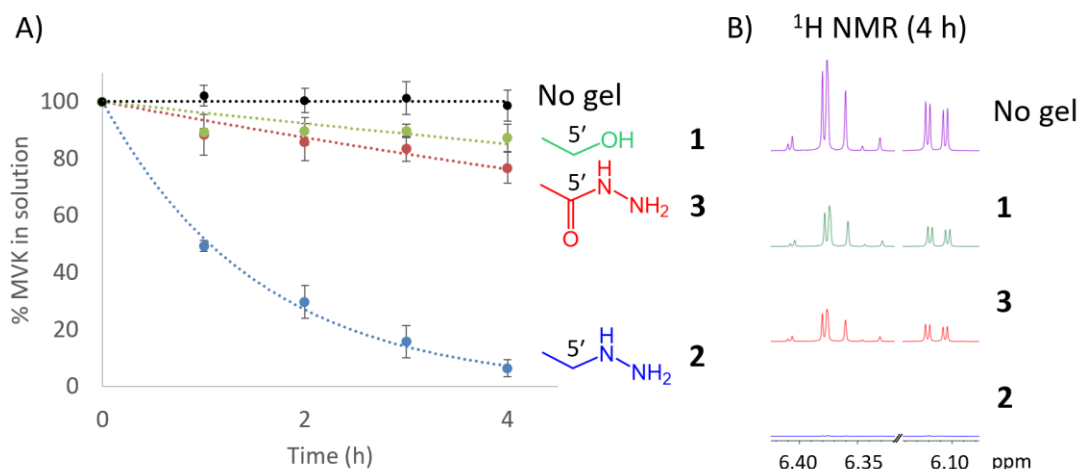 A)
B)
¹H NMR (4 h)
% MVK in solution
100
80
60
40
20
0
0
2
4
Time (h)
No gel
5′
OH
1
5′
H
N
NH₂
O
3
5′
H
N
NH₂
2
No gel
1
3
2
6.40
6.35
6.10
ppm